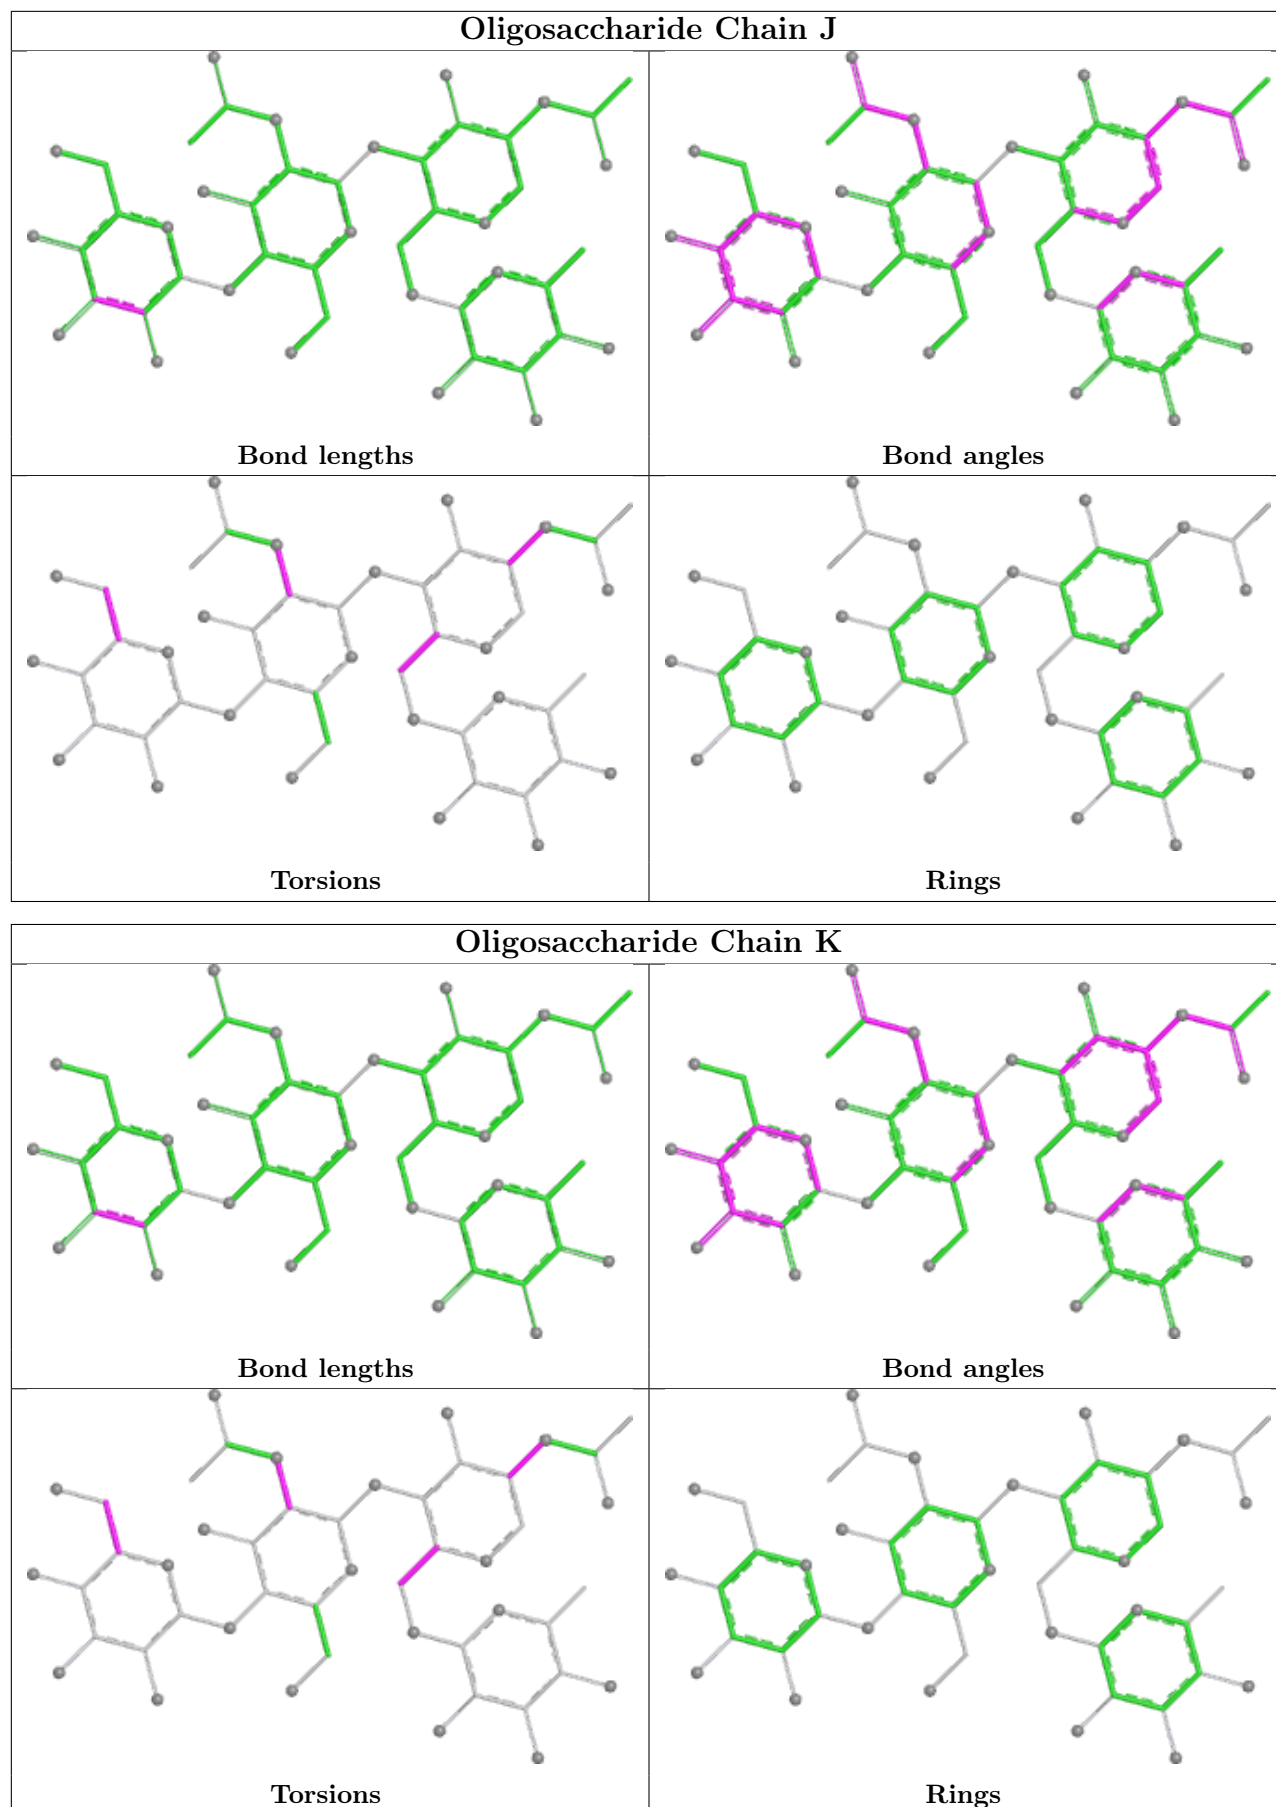 Oligosaccharide Chain J
Bond lengths
Bond angles
Torsions
Rings
Oligosaccharide Chain K
Bond lengths
Bond angles
Torsions
Rings